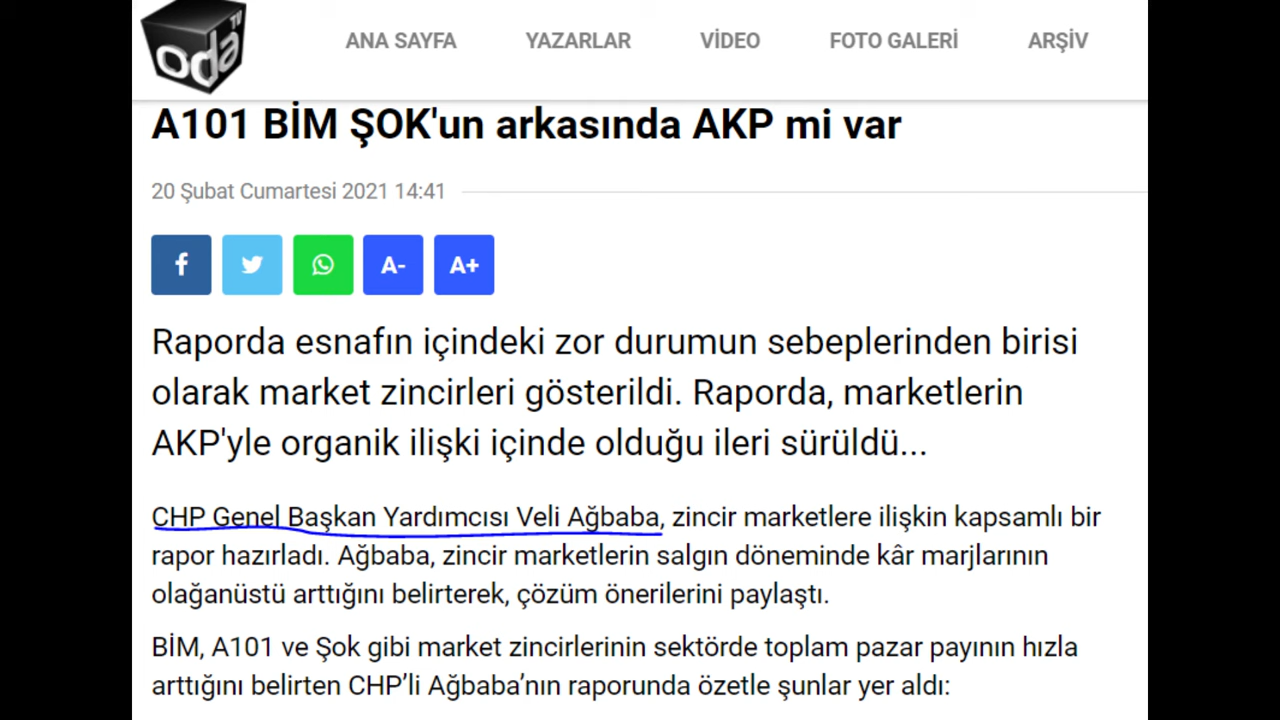 oda TV
ANA SAYFA YAZARLAR VİDEO FOTO GALERİ ARŞİV
A101 BİM ŞOK'un arkasında AKP mi var
20 Şubat Cumartesi 2021 14:41
f A- A+
Raporda esnafın içindeki zor durumun sebeplerinden birisi
olarak market zincirleri gösterildi. Raporda, marketlerin
AKP'yle organik ilişki içinde olduğu ileri sürüldü...
CHP Genel Başkan Yardımcısı Veli Ağbaba, zincir marketlere ilişkin kapsamlı bir
rapor hazırladı. Ağbaba, zincir marketlerin salgın döneminde kâr marjlarının
olağanüstü arttığını belirterek, çözüm önerilerini paylaştı.
BİM, A101 ve Şok gibi market zincirlerinin sektörde toplam pazar payının hızla
arttığını belirten CHP’li Ağbaba’nın raporunda özetle şunlar yer aldı: